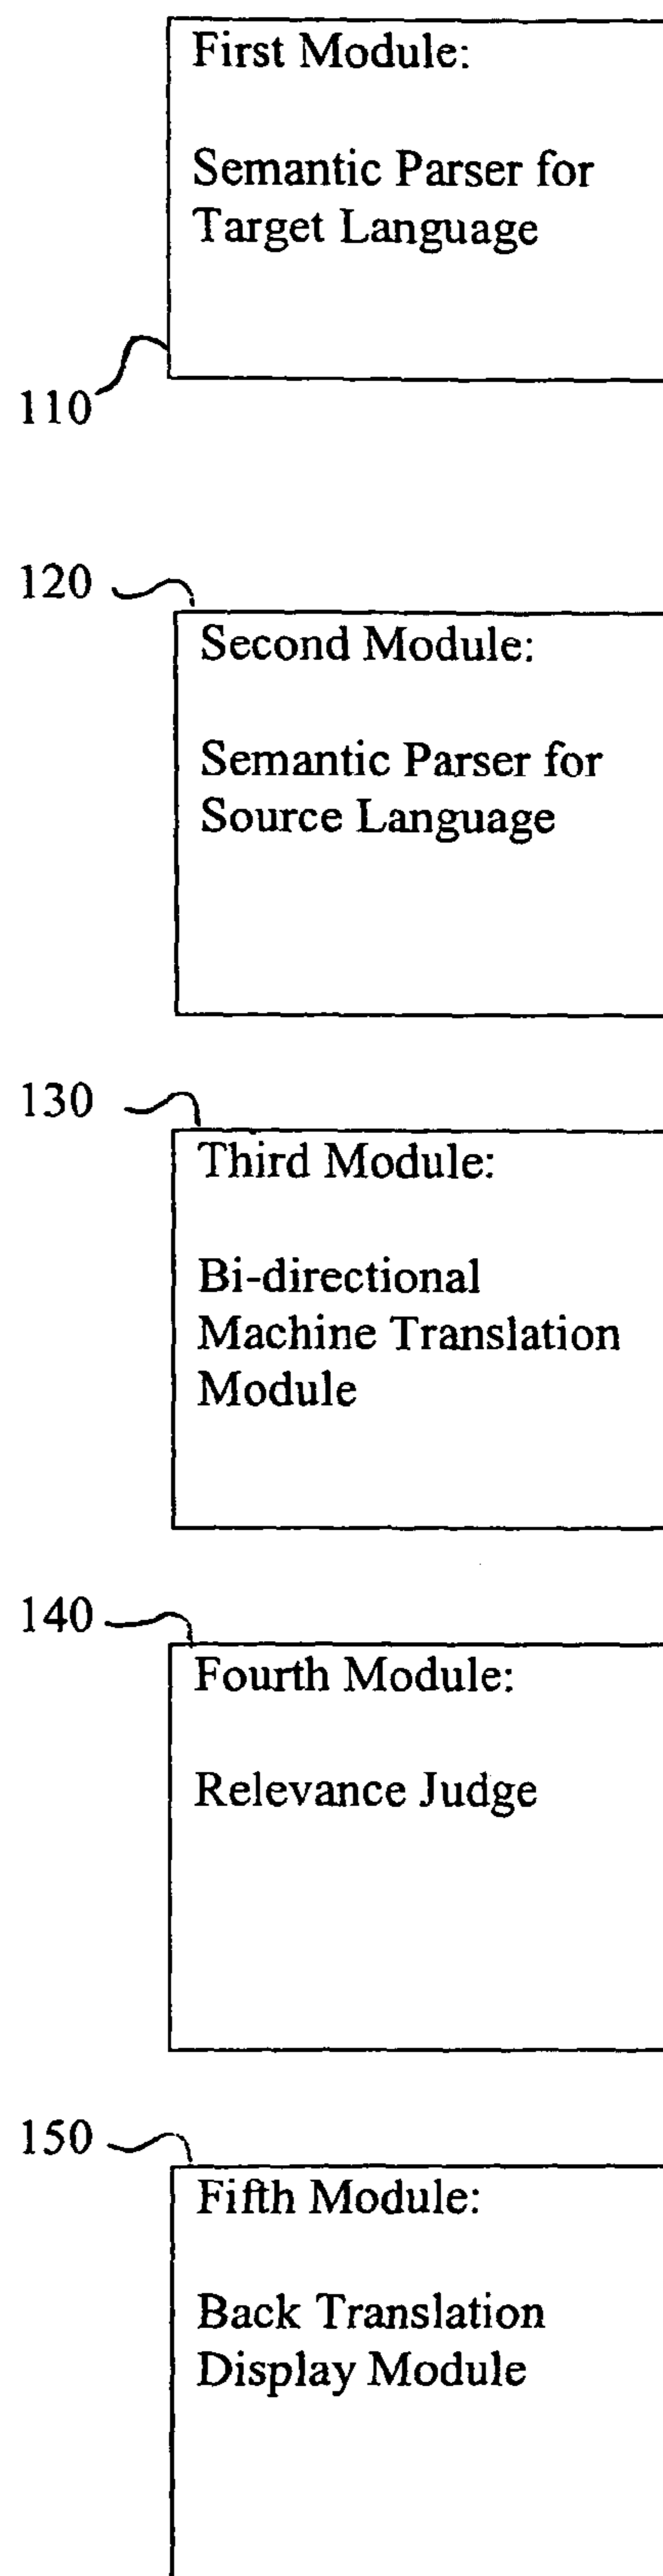 First Module:
Semantic Parser for
Target Language
110
120
Second Module:
Semantic Parser for
Source Language
130
Third Module:
Bi-directional
Machine Translation
Module
140
Fourth Module:
Relevance Judge
150
Fifth Module:
Back Translation
Display Module